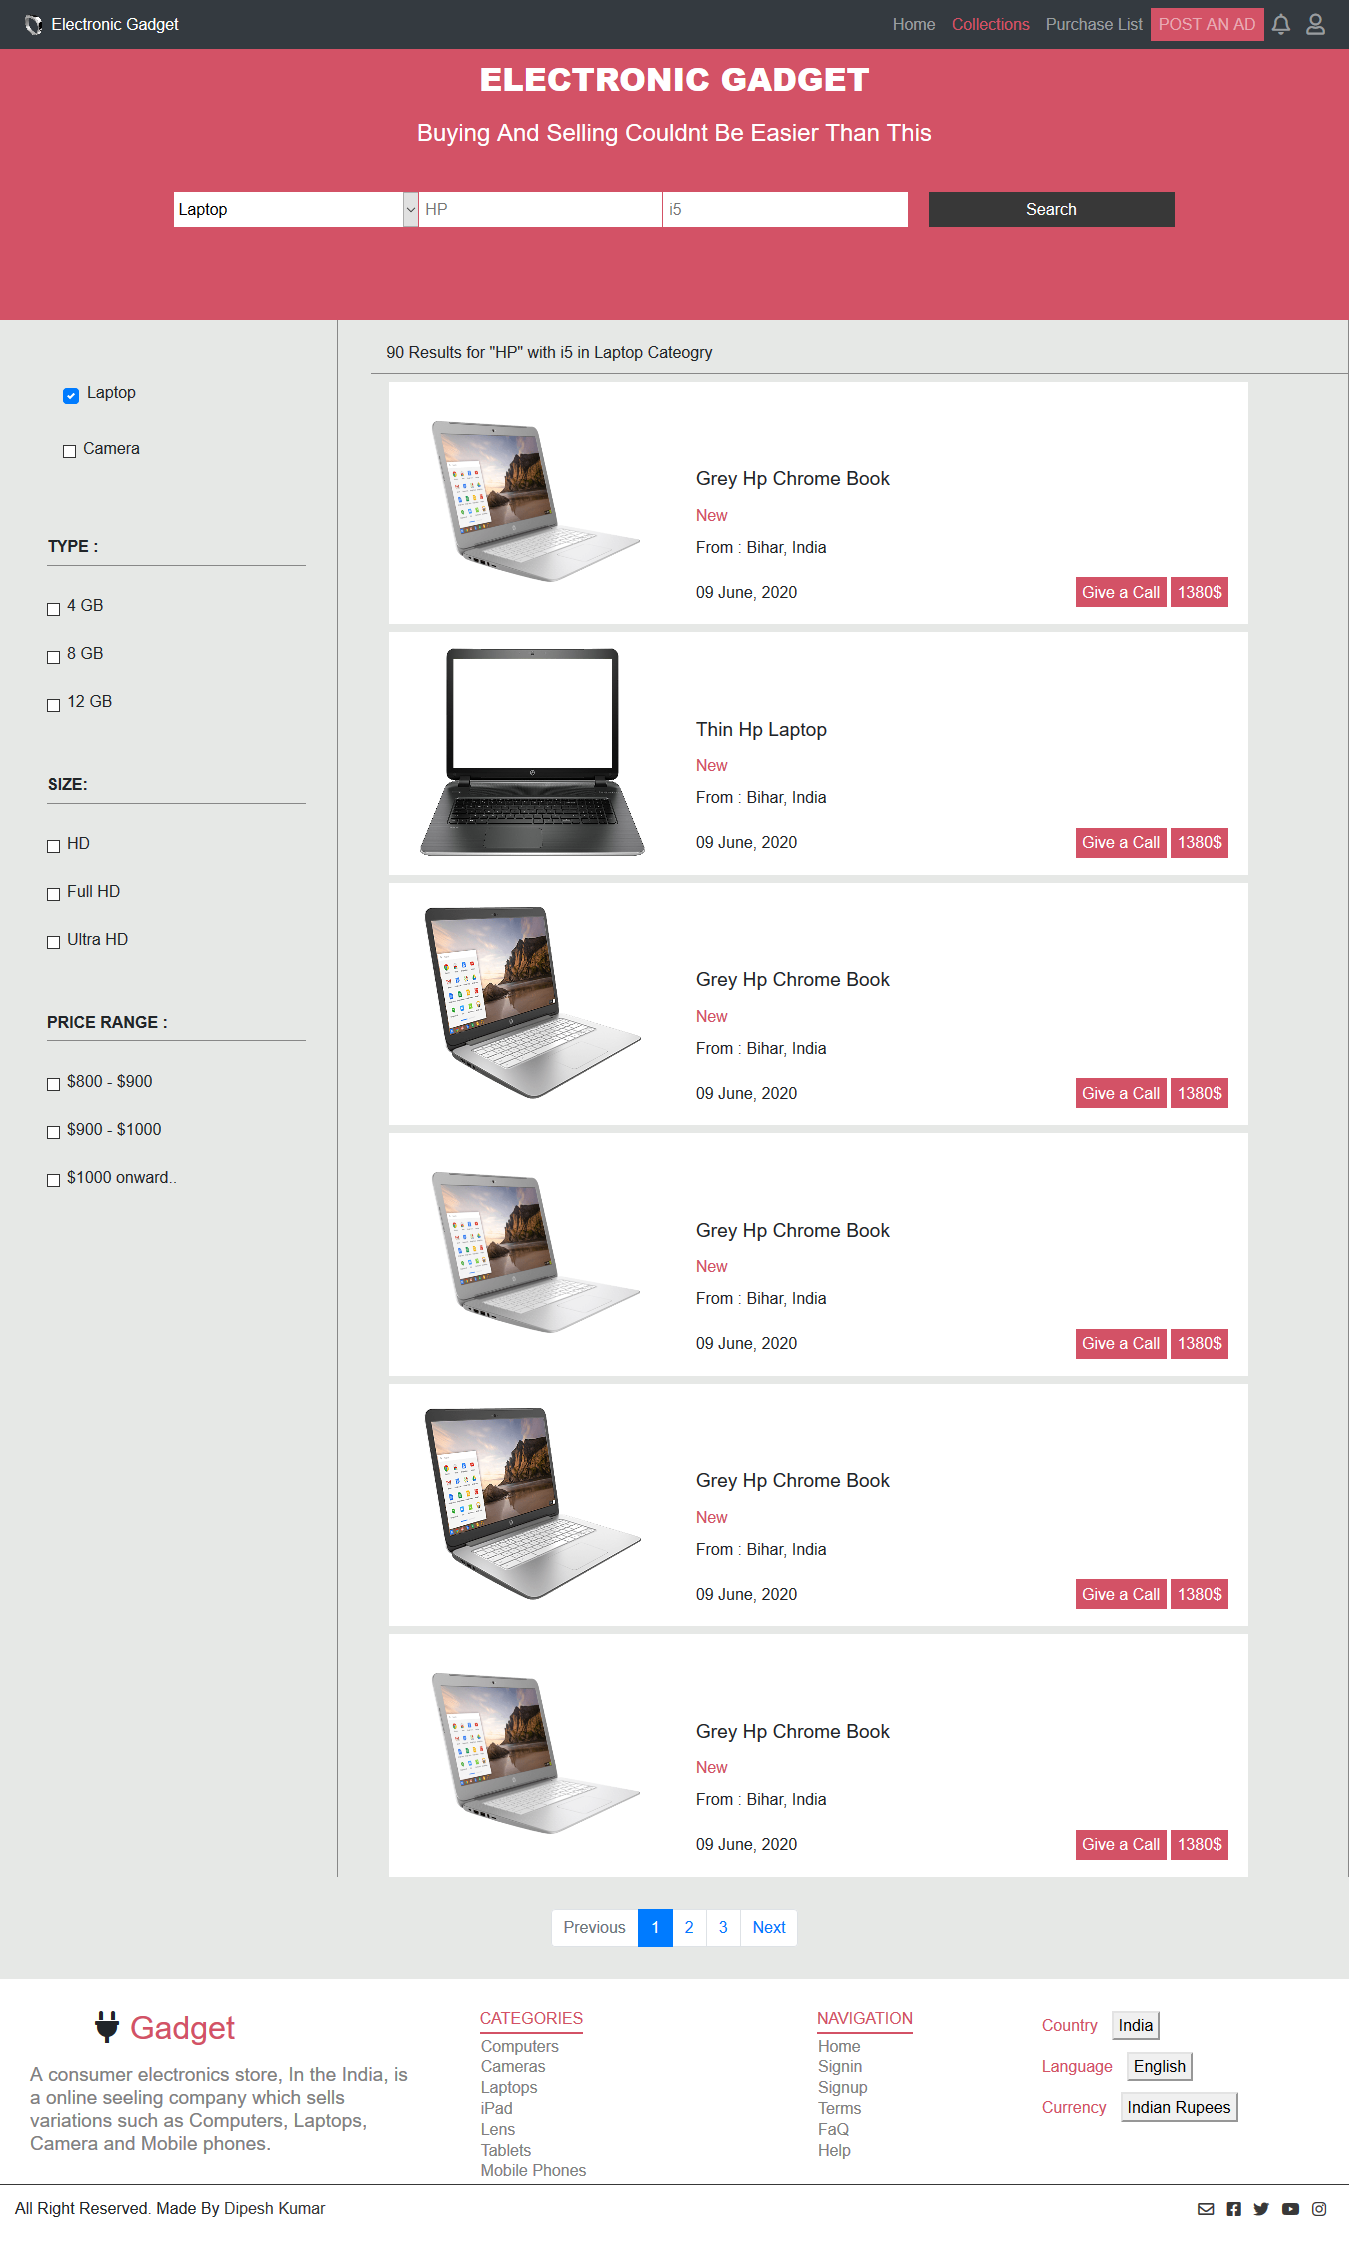 Electronic Gadget
Home Collections Purchase List POST AN AD
ELECTRONIC GADGET
Buying And Selling Couldnt Be Easier Than This
Laptop HP i5 Search
90 Results for "HP" with i5 in Laptop Cateogry
Laptop
Camera
TYPE :
4 GB
8 GB
12 GB
SIZE:
HD
Full HD
Ultra HD
PRICE RANGE :
$800 - $900
$900 - $1000
$1000 onward..
Grey Hp Chrome Book
New
From : Bihar, India
09 June, 2020 Give a Call 1380$
Thin Hp Laptop
New
From : Bihar, India
09 June, 2020 Give a Call 1380$
Grey Hp Chrome Book
New
From : Bihar, India
09 June, 2020 Give a Call 1380$
Grey Hp Chrome Book
New
From : Bihar, India
09 June, 2020 Give a Call 1380$
Grey Hp Chrome Book
New
From : Bihar, India
09 June, 2020 Give a Call 1380$
Grey Hp Chrome Book
New
From : Bihar, India
09 June, 2020 Give a Call 1380$
Previous 1 2 3 Next
Gadget
A consumer electronics store, In the India, is
a online seeling company which sells
variations such as Computers, Laptops,
Camera and Mobile phones.
CATEGORIES
Computers
Cameras
Laptops
iPad
Lens
Tablets
Mobile Phones
NAVIGATION
Home
Signin
Signup
Terms
FaQ
Help
Country India
Language English
Currency Indian Rupees
All Right Reserved. Made By Dipesh Kumar